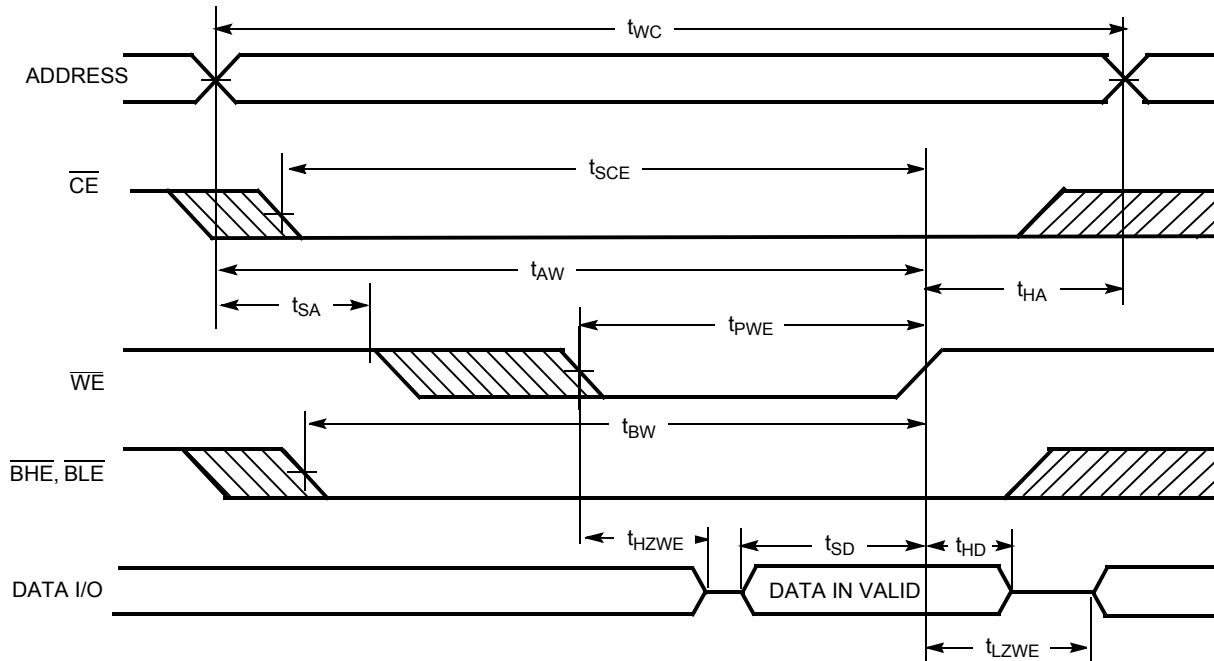 tWC
ADDRESS
tSCE
CE
tAW
tSA
tHA
tPWE
WE
tBW
BHE, BLE
tHZWE
tSD
tHD
DATA I/O
DATA IN VALID
tLZWE